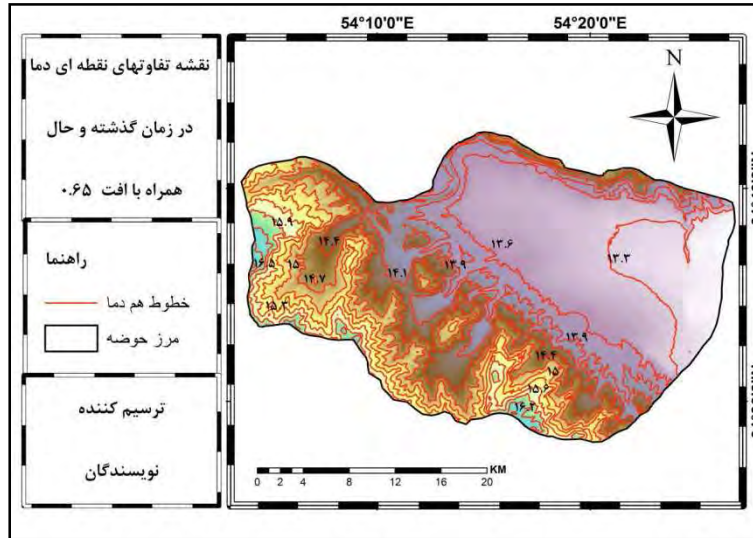 نقشه تفاوتهای نقطه ای دما
در زمان گذشته و حال
همراه با افت ۰.۶۵
راهنما
خطوط هم دما
مرز حوضه
ترسیم کننده
نویسندگان
54°10'0"E 54°20'0"E
N
۱۵.۹
۱۶.۵ ۱۵ ۱۴.۴
۱۴.۷
۱۵.۳
۱۴.۱ ۱۳.۹
۱۳.۶
۱۳.۳
۱۳.۹
۱۴.۴
۱۵
۱۵.۶
0 2 4 8 12 16 20
KM